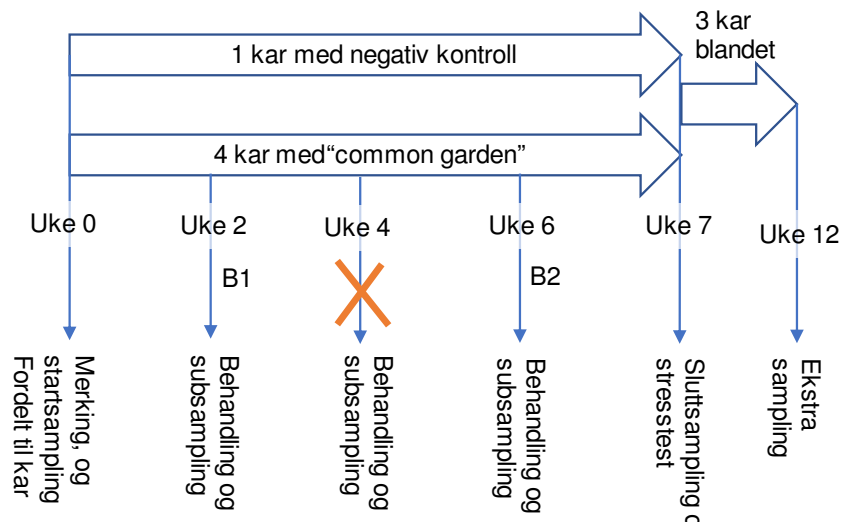 3 kar
blandet
1 kar med negativ kontroll
4 kar med“common garden”
Uke 0
Uke 2
Uke 4
Uke 6
Uke 7
Uke 12
B1
B2
Merking, og
startsampling
Fordelt til kar
Behandling og
subsampling
Behandling og
subsampling
Behandling og
subsampling
Sluttsampling o
stresstest
Ekstra
sampling